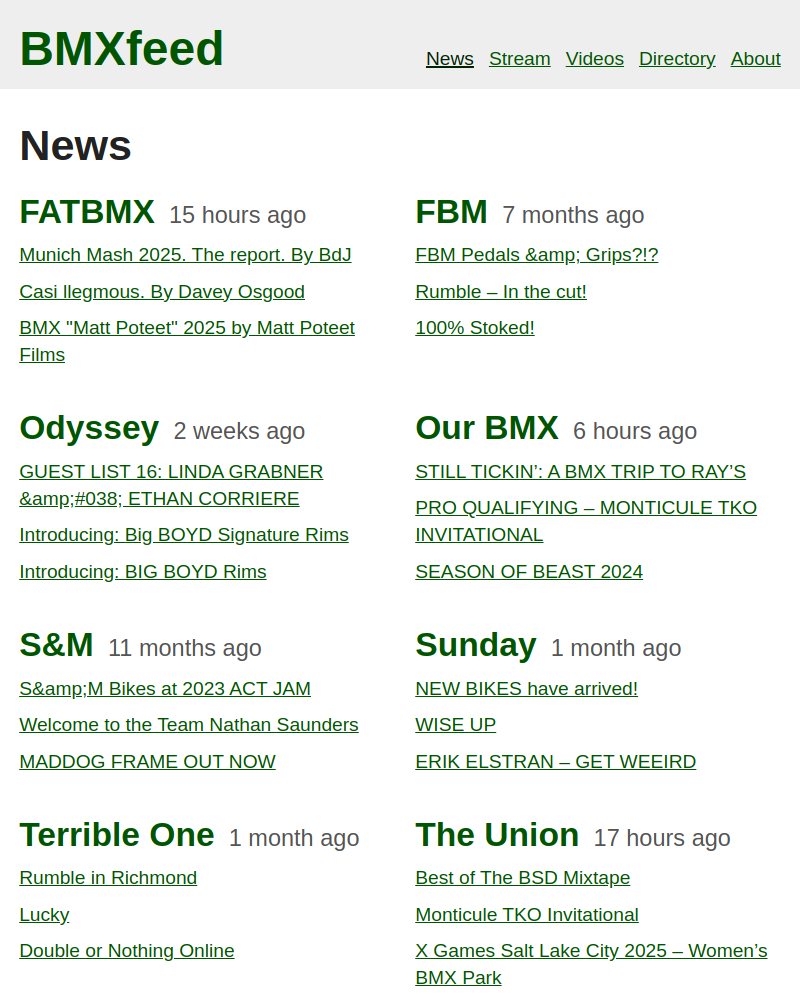 BMXfeed
News Stream Videos Directory About
News
FATBMX 15 hours ago
Munich Mash 2025. The report. By BdJ
Casi llegmous. By Davey Osgood
BMX "Matt Poteet" 2025 by Matt Poteet
Films
FBM 7 months ago
FBM Pedals &amp; Grips?!?
Rumble – In the cut!
100% Stoked!
Odyssey 2 weeks ago
GUEST LIST 16: LINDA GRABNER
&amp;#038; ETHAN CORRIERE
Introducing: Big BOYD Signature Rims
Introducing: BIG BOYD Rims
Our BMX 6 hours ago
STILL TICKIN’: A BMX TRIP TO RAY’S
PRO QUALIFYING – MONTICULE TKO
INVITATIONAL
SEASON OF BEAST 2024
S&M 11 months ago
S&amp;M Bikes at 2023 ACT JAM
Welcome to the Team Nathan Saunders
MADDOG FRAME OUT NOW
Sunday 1 month ago
NEW BIKES have arrived!
WISE UP
ERIK ELSTRAN – GET WEEIRD
Terrible One 1 month ago
Rumble in Richmond
Lucky
Double or Nothing Online
The Union 17 hours ago
Best of The BSD Mixtape
Monticule TKO Invitational
X Games Salt Lake City 2025 – Women’s
BMX Park